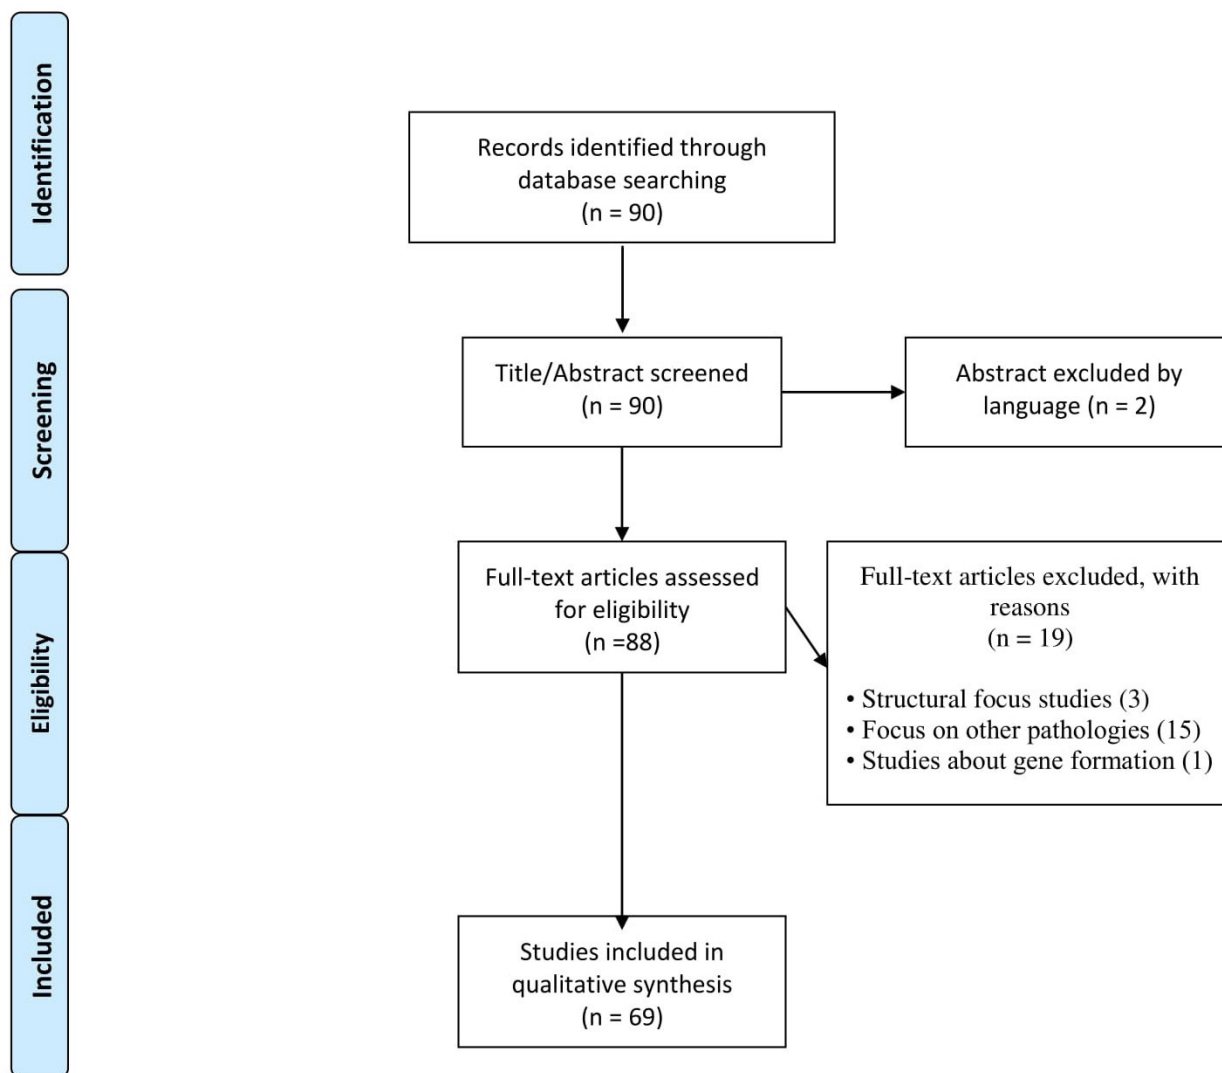 Identification
Records identified through
database searching
(n = 90)
Screening
Title/Abstract screened
(n = 90)
Abstract excluded by
language (n = 2)
Eligibility
Full-text articles assessed
for eligibility
(n =88)
Full-text articles excluded, with
reasons
(n = 19)
• Structural focus studies (3)
• Focus on other pathologies (15)
• Studies about gene formation (1)
Included
Studies included in
qualitative synthesis
(n = 69)